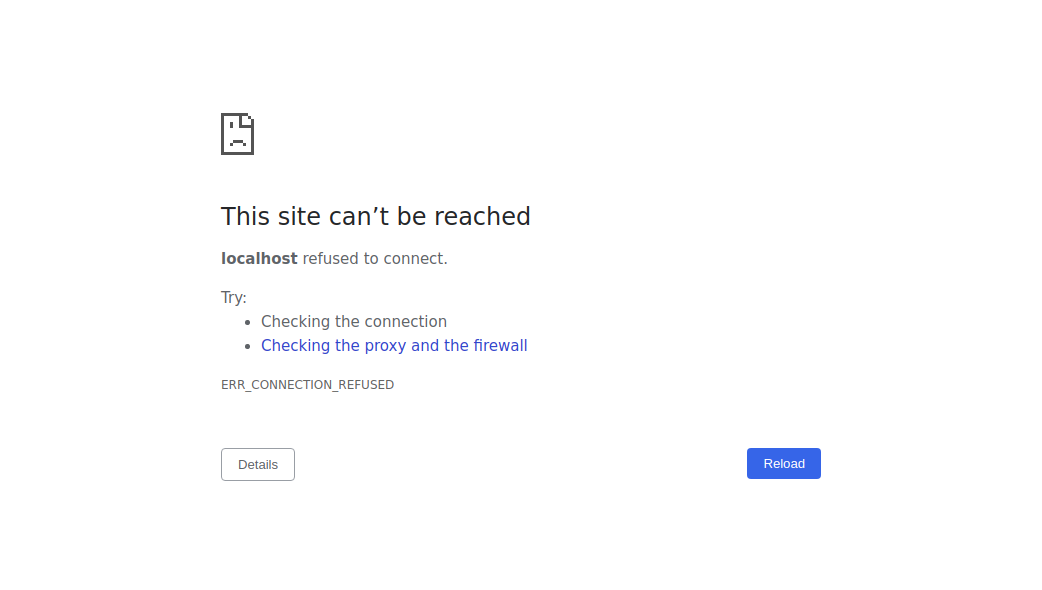 This site can’t be reached
localhost refused to connect.
Try:
Checking the connection
Checking the proxy and the firewall
ERR_CONNECTION_REFUSED
Details
Reload